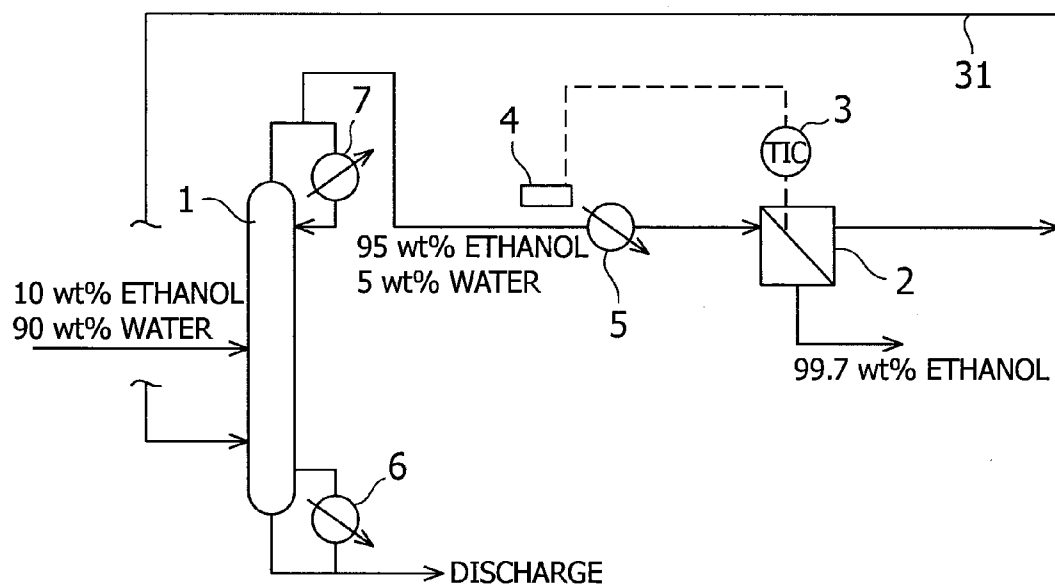 31
7
4
3
TIC
1
95 wt% ETHANOL
5 wt% WATER
5
2
10 wt% ETHANOL
90 wt% WATER
99.7 wt% ETHANOL
6
DISCHARGE